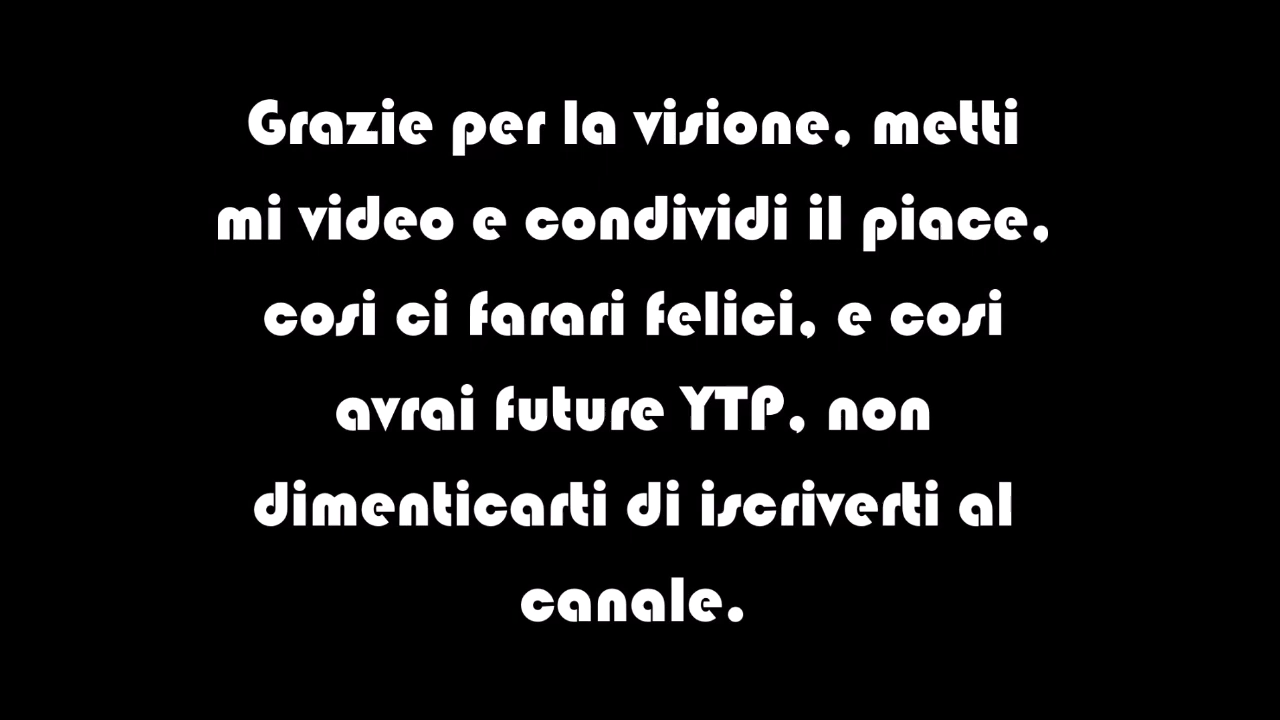 Grazie per la visione, metti
mi video e condividi il piace,
cosi ci farari felici, e cosi
avrai future YTP, non
dimenticarti di iscriverti al
canale.